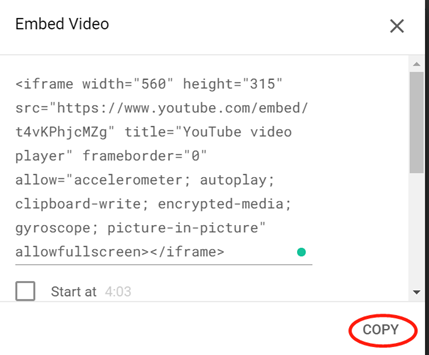 Embed Video
<iframe width="560" height="315"
src="https://www.youtube.com/embed/
t4vKPhjcMZg" title="YouTube video
player" frameborder="0"
allow="accelerometer; autoplay;
clipboard-write; encrypted-media;
gyroscope; picture-in-picture"
allowfullscreen></iframe>
Start at 4:03
COPY